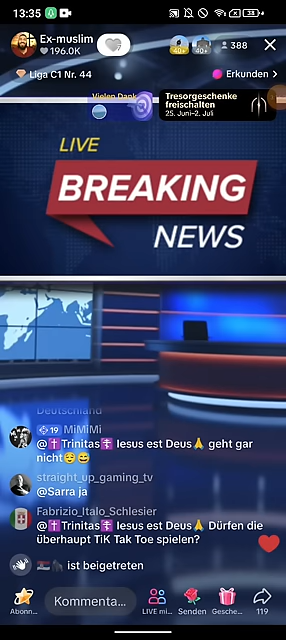 13:35
38
Ex-muslim
196.0K
40+
40+
388
Liga C1 Nr. 44
Erkunden >
Vielen Dank
Tresorgeschenke
freischalten
25. Juni–2. Juli
LIVE
BREAKING
NEWS
Deutschland
19 MiMiMi
@✝️Trinitas☦️ Iesus est Deus🙏 geht gar
nicht😌😅
straight_up_gaming_tv
@Sarra ja
Fabrizio_Italo_Schlesier
@✝️Trinitas☦️ Iesus est Deus🙏 Dürfen die
überhaupt TiK Tak Toe spielen?
ist beigetreten
Abonn...
Kommenta...
LIVE mi...
Senden
Gesche...
119